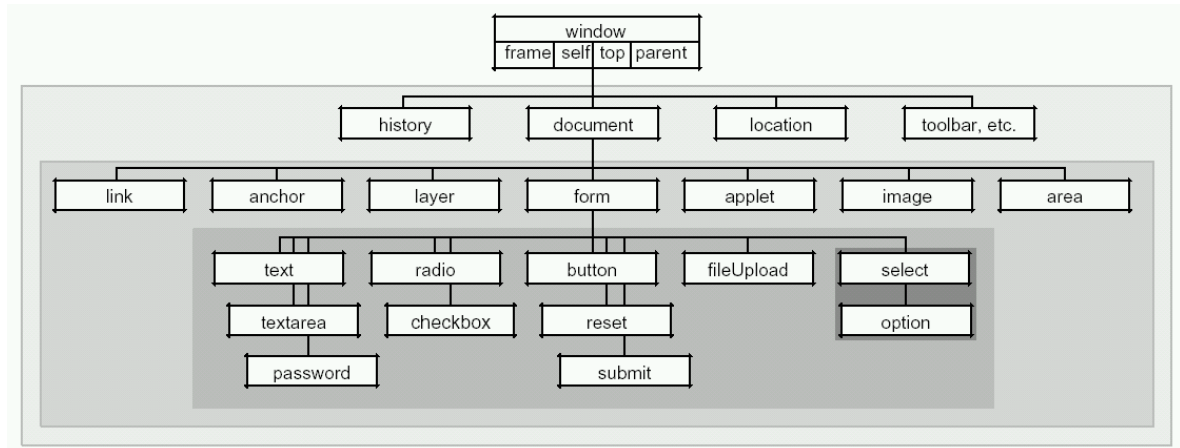 window
frame self top parent
history document location toolbar, etc.
link anchor layer form applet image area
text radio button fileUpload select
textarea checkbox reset option
password submit